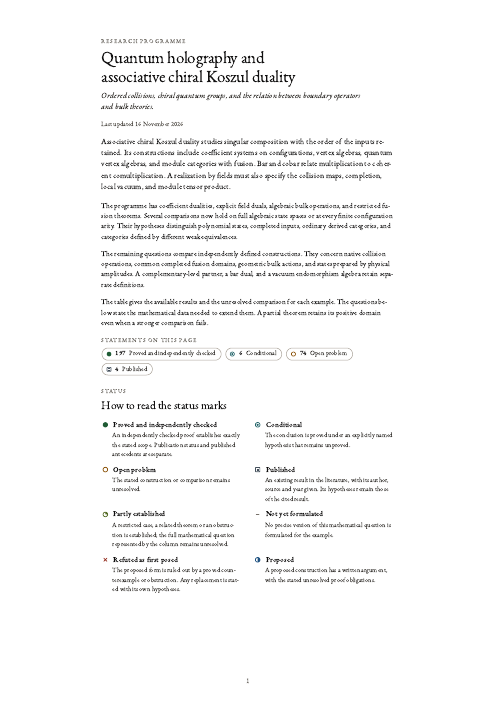 RESEARCH PROGRAMME
Quantum holography and
associative chiral Koszul duality
Ordered collisions, chiral quantum groups, and the relation between boundary operators
and bulk theories.
Last updated 16 November 2026
Associative chiral Koszul duality studies singular composition with the order of the inputs re-
tained. Its constructions include coefficient systems on configurations, vertex algebras, quantum
vertex algebras, and module categories with fusion. Bar and cobar relate multiplication to coher-
ent comultiplication. A realization by fields must also specify the collision maps, completion,
local vacuum, and module tensor product.
The programme has coefficient dualities, explicit field duals, algebraic bulk operations, and restricted fu-
sion theorems. Several comparisons now hold on full algebraic state spaces or at every finite configuration
arity. Their hypotheses distinguish polynomial states, completed inputs, ordinary derived categories, and
categories defined by different weak equivalences.
The remaining questions compare independently defined constructions. They concern native collision
operations, common completed fusion domains, geometric bulk actions, and states prepared by physical
amplitudes. A complementary-level partner, a bar dual, and a vacuum endomorphism algebra retain sepa-
rate definitions.
The table gives the available results and the unresolved comparison for each example. The questions be-
low state the mathematical data needed to extend them. A partial theorem retains its positive domain
even when a stronger comparison fails.
STATEMENTS ON THIS PAGE
197 Proved and independently checked
6 Conditional
74 Open problem
4 Published
STATUS
How to read the status marks
Proved and independently checked
An independently checked proof establishes exactly
the stated scope. Publication status and published
antecedents are separate.
Conditional
The conclusion is proved under an explicitly named
hypothesis that remains unproved.
Open problem
The stated construction or comparison remains
unresolved.
Published
An existing result in the literature, with its author,
source and year given. Its hypotheses remain those
of the cited result.
Partly established
A restricted case, a related theorem or an obstruc-
tion is established; the full mathematical question
represented by the column remains unresolved.
– Not yet formulated
No precise version of this mathematical question is
formulated for the example.
× Refuted as first posed
The proposed form is ruled out by a proved coun-
terexample or obstruction. Any replacement is stat-
ed with its own hypotheses.
Proposed
A proposed construction has a written argument,
with the stated unresolved proof obligations.
1